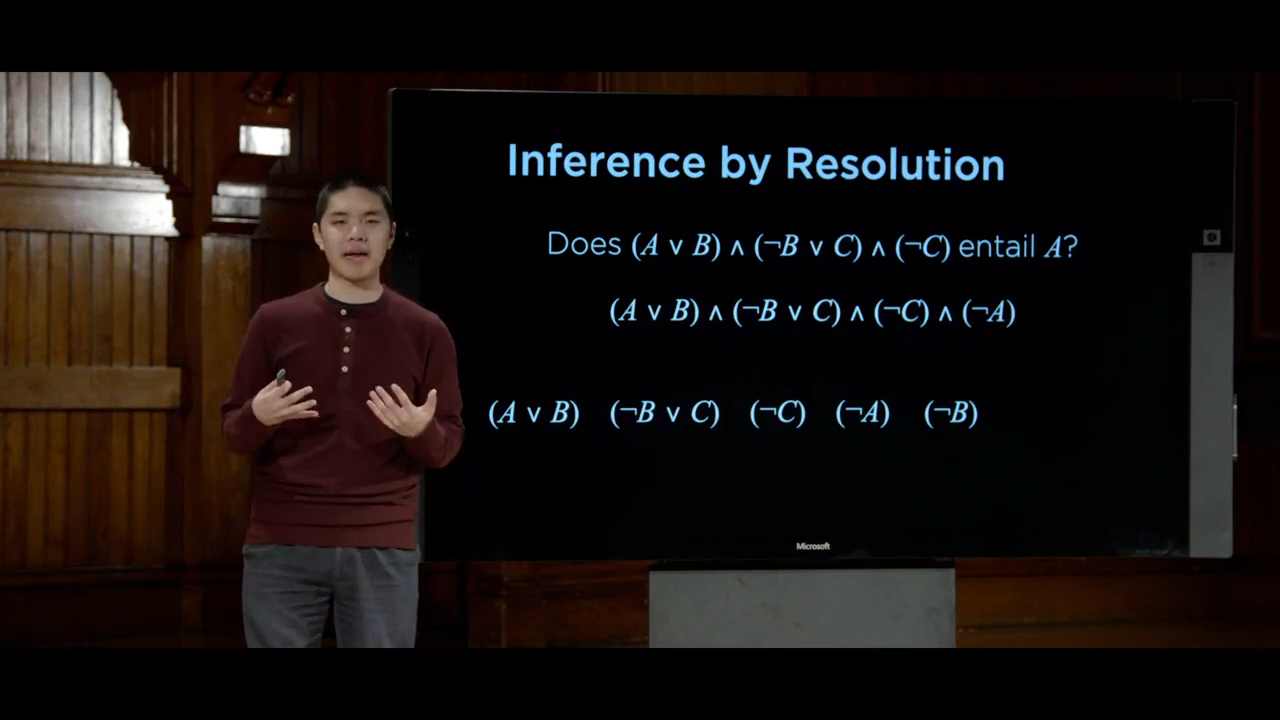 Inference by Resolution
Does (A ∨ B) ∧ (¬B ∨ C) ∧ (¬C) entail A?
(A ∨ B) ∧ (¬B ∨ C) ∧ (¬C) ∧ (¬A)
(A ∨ B) (¬B ∨ C) (¬C) (¬A) (¬B)
Microsoft